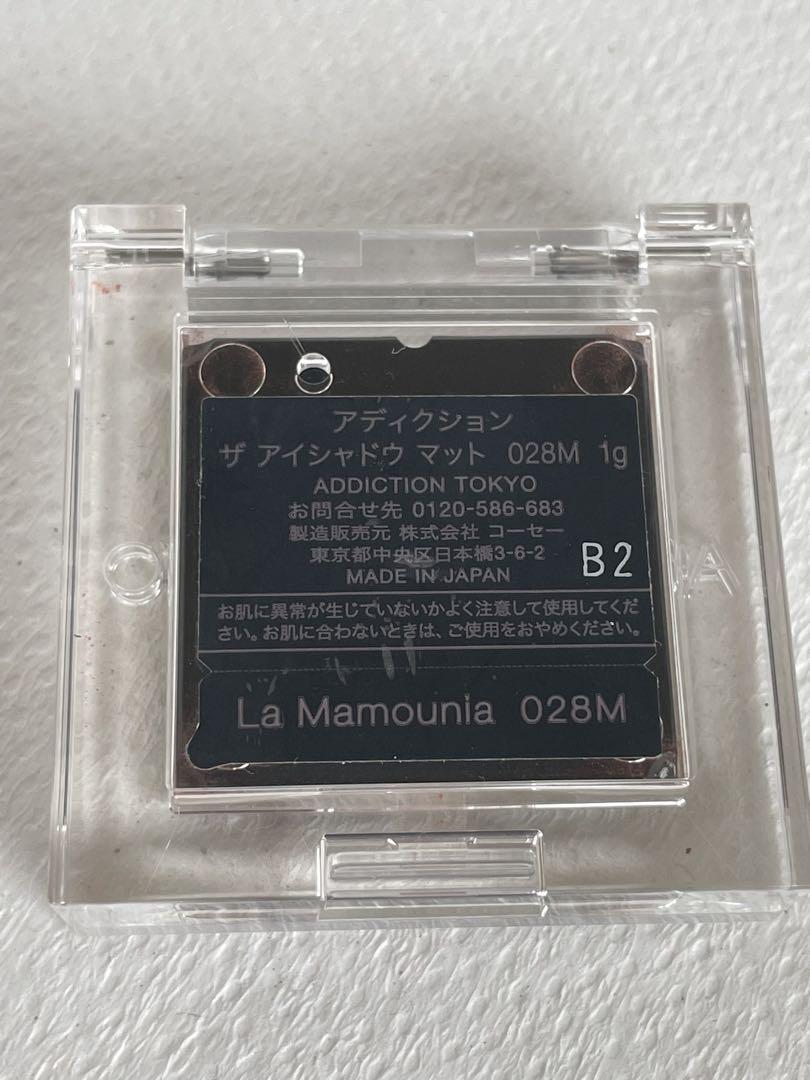 アディクション
ザ アイシャドウ マット 028M 1g
ADDICTION TOKYO
お問合せ先 0120-586-683
製造販売元 株式会社 コーセー
東京都中央区日本橋3-6-2
MADE IN JAPAN
B2
お肌に異常が生じていないかよく注意して使用してくだ
さい。お肌に合わないときは、ご使用をおやめください。
La Mamounia 028M